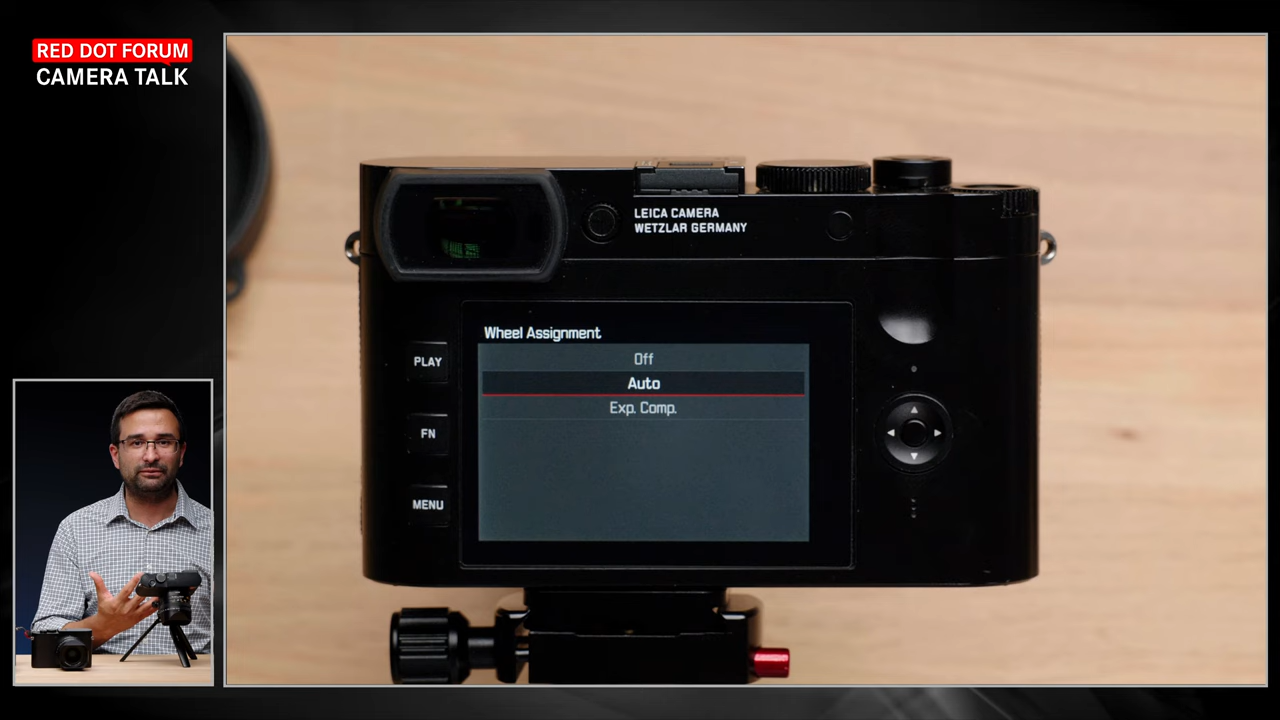 RED DOT FORUM
CAMERA TALK
LEICA CAMERA
WETZLAR GERMANY
Wheel Assignment
Off
Auto
Exp. Comp.
PLAY
FN
MENU